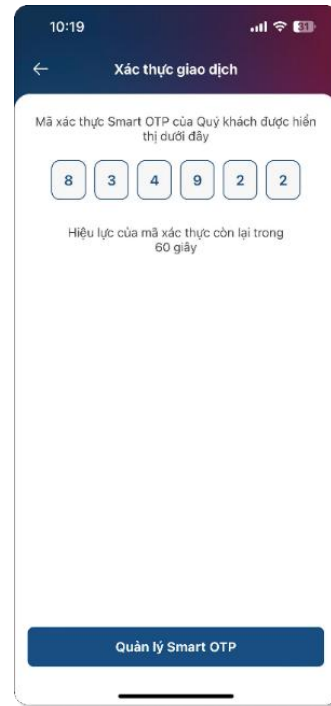 10:19
31
Xác thực giao dịch
Mã xác thực Smart OTP của Quý khách được hiển
thị dưới đây
8 3 4 9 2 2
Hiệu lực của mã xác thực còn lại trong
60 giây
Quản lý Smart OTP